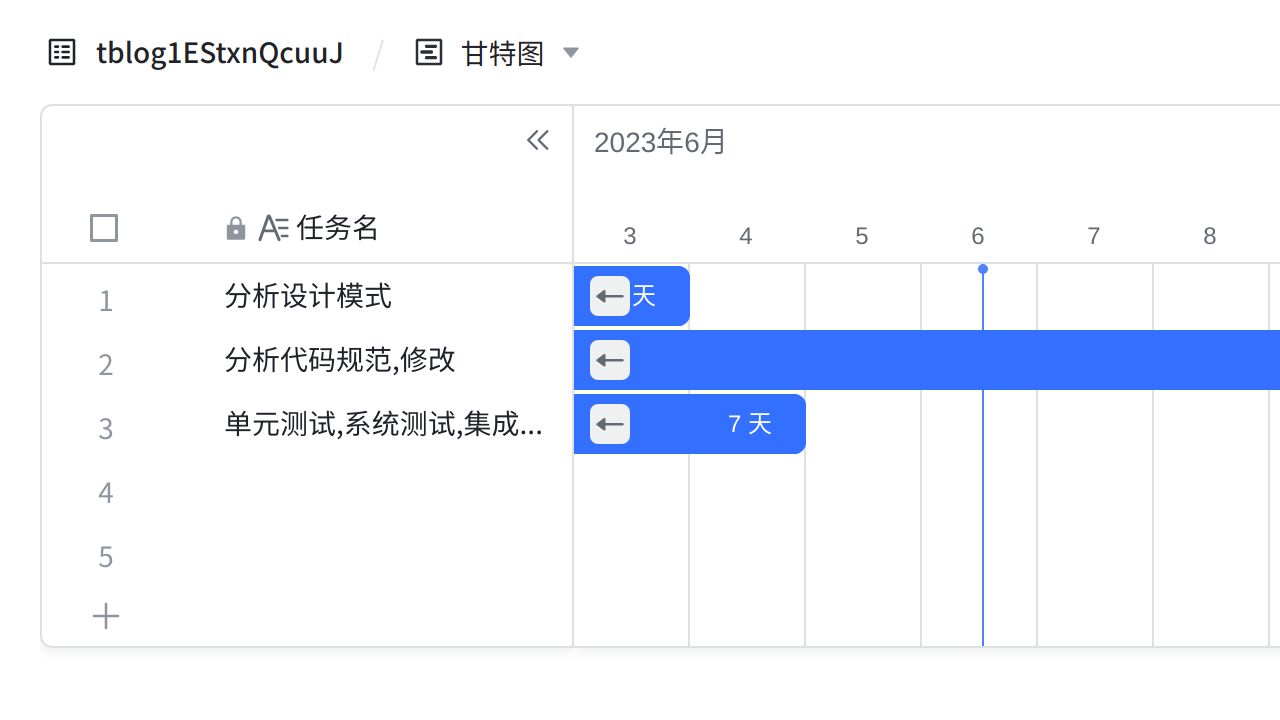 tblog1EStxnQcuuJ / 甘特图
2023年6月
任务名
3 4 5 6 7 8
1 分析设计模式 天
2 分析代码规范,修改
3 单元测试,系统测试,集成... 7 天
4
5